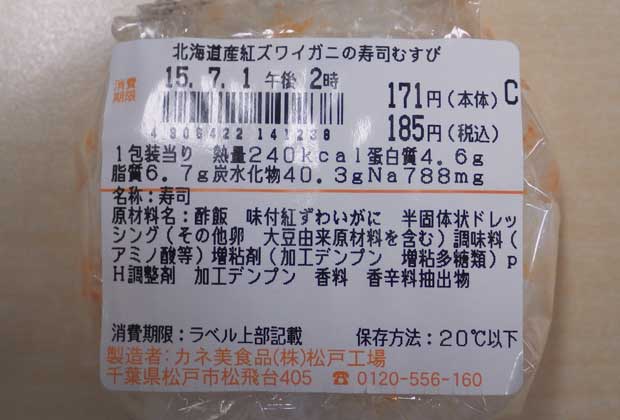 北海道産紅ズワイガニの寿司むすび
消費期限 15.7.1 午後 2時
171円(本体) C
4 806422 141238
185円(税込)
1包装当り 熱量240kcal蛋白質4.6g
脂質6.7g炭水化物40.3gNa788mg
名称:寿司
原材料名:酢飯 味付紅ずわいがに 半固体状ドレッ
シング(その他卵 大豆由来原材料を含む)調味料(
アミノ酸等)増粘剤(加工デンプン 増粘多糖類)p
H調整剤 加工デンプン 香料 香辛料抽出物
消費期限:ラベル上部記載 保存方法:20℃以下
製造者:カネ美食品(株)松戸工場
千葉県松戸市松飛台405 ☎ 0120-556-160